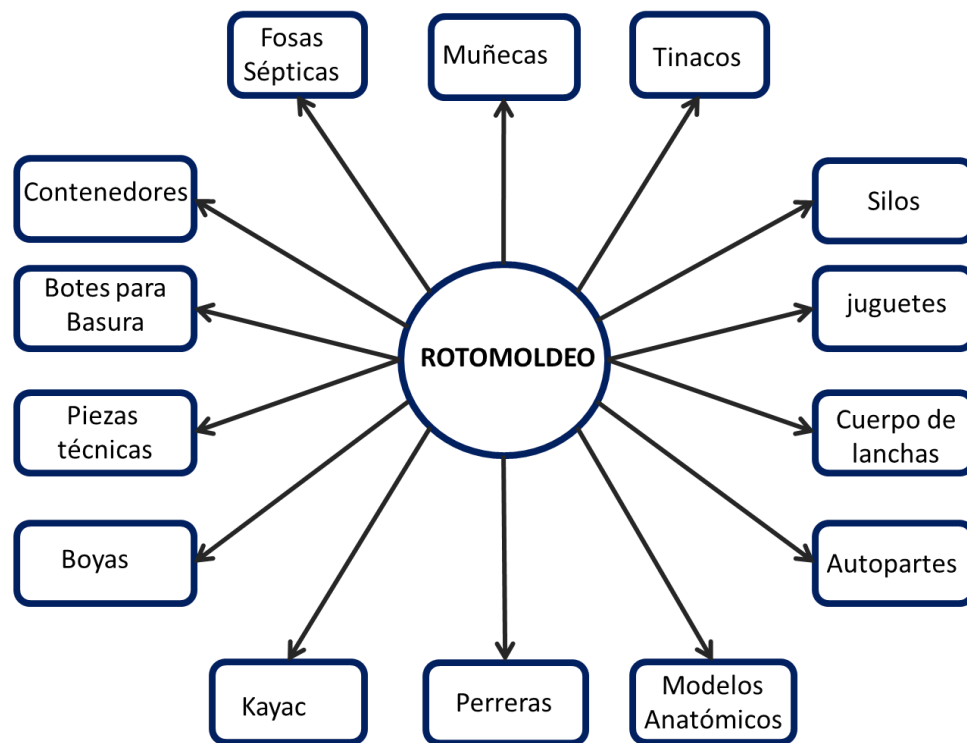 Fosas
Sépticas
Muñecas
Tinacos
Contenedores
Silos
Botes para
Basura
juguetes
ROTOMOLDEO
Piezas
técnicas
Cuerpo de
lanchas
Boyas
Autopartes
Kayac
Perreras
Modelos
Anatómicos